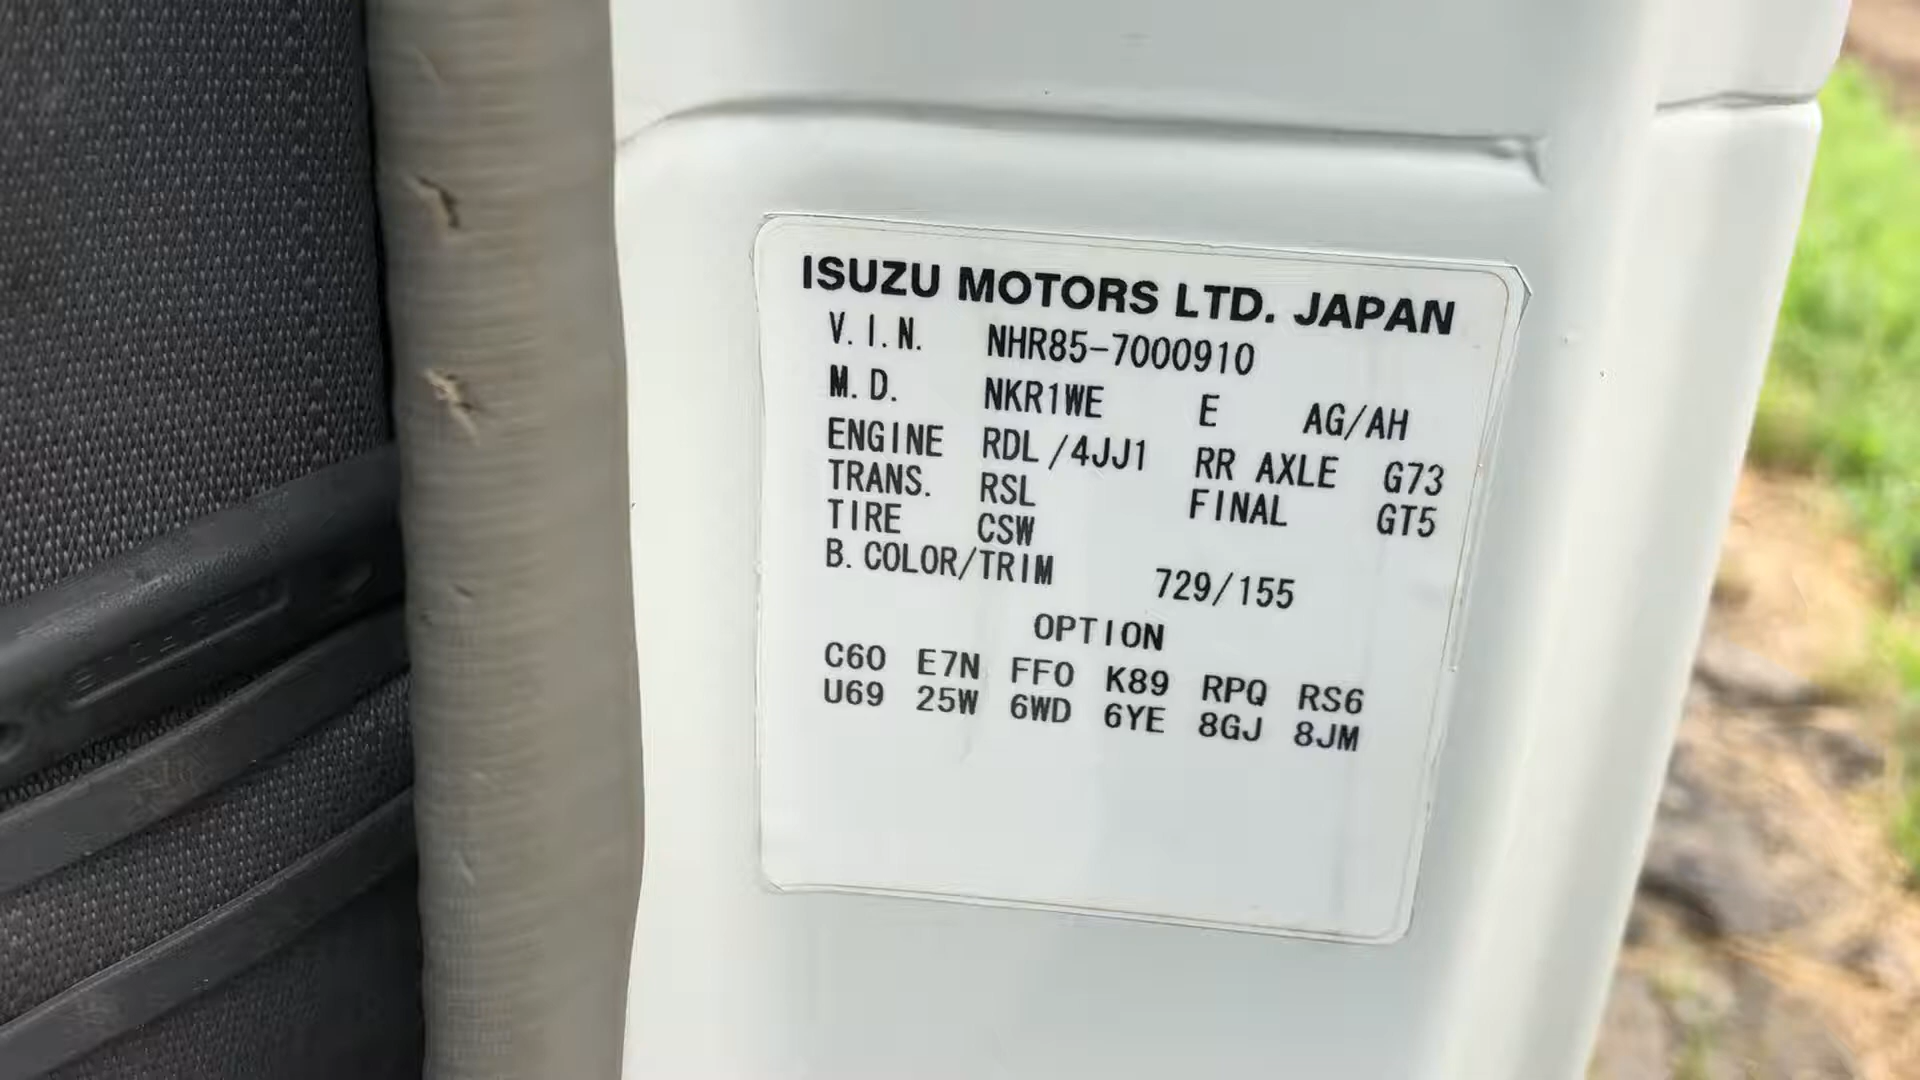 ISUZU MOTORS LTD. JAPAN
V.I.N. NHR85-7000910
M.D. NKR1WE E AG/AH
ENGINE RDL /4JJ1 RR AXLE G73
TRANS. RSL FINAL GT5
TIRE CSW
B. COLOR/TRIM 729/155
OPTION
C60 E7N FF0 K89 RPQ RS6
U69 25W 6WD 6YE 8GJ 8JM